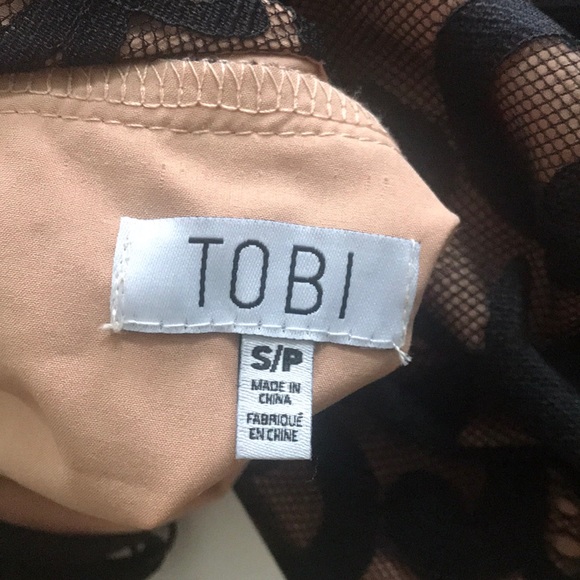 TOBI
S/P
MADE IN
CHINA
FABRIQUÉ
EN CHINE